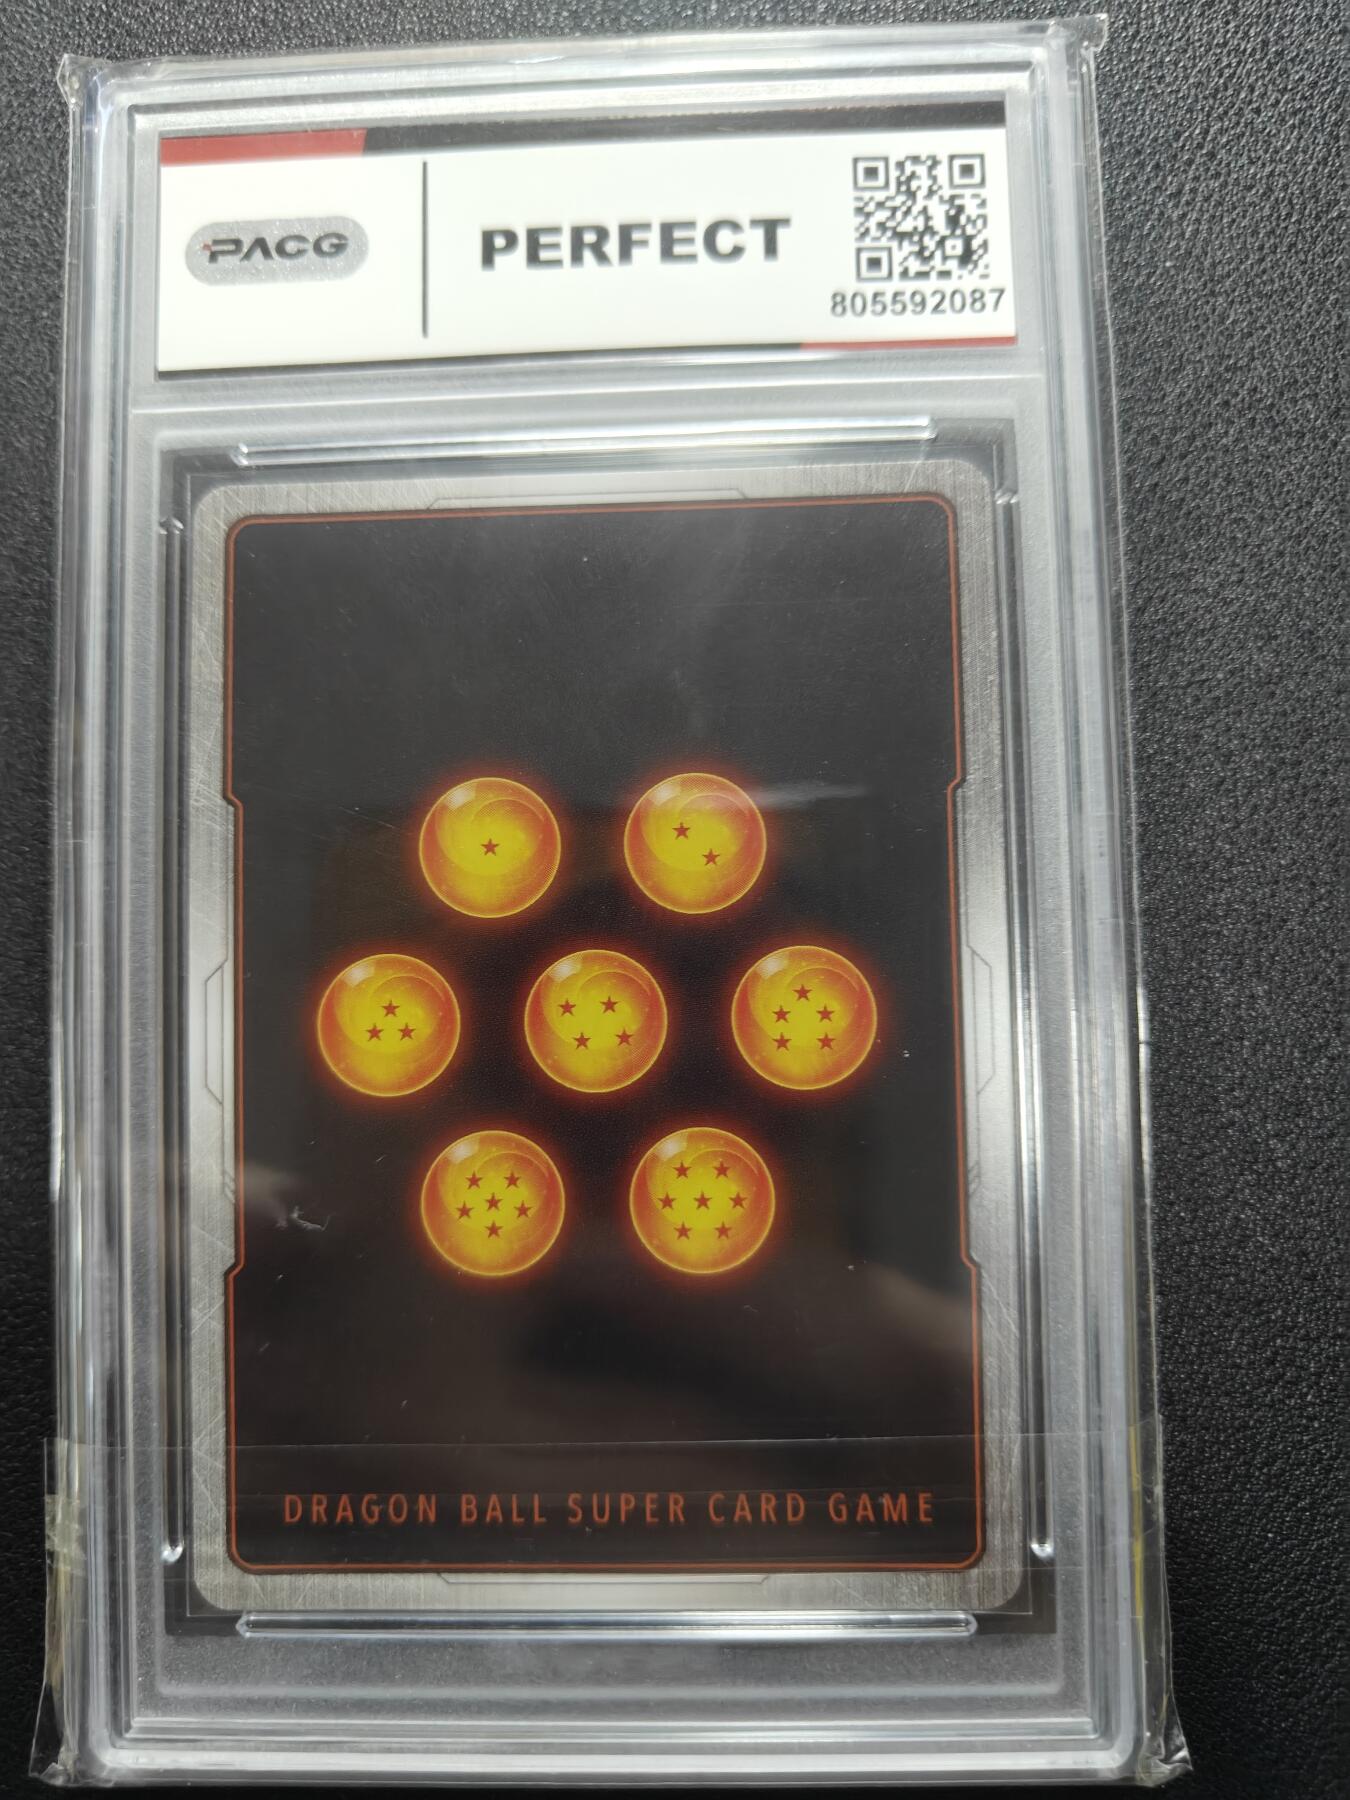 PACG
PERFECT
805592087
DRAGON BALL SUPER CARD GAME